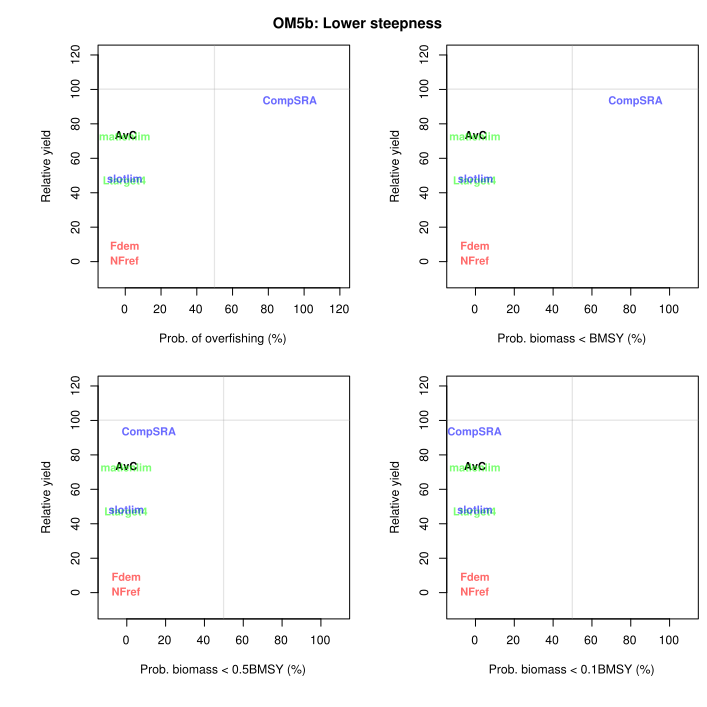 OM5b: Lower steepness
120
100
80
60
40
20
0
Relative yield
CompSRA
AvC
slotlim
Fdem
NFref
0 20 40 60 80 100 120
Prob. of overfishing (%)
120
100
80
60
40
20
0
Relative yield
CompSRA
AvC
slotlim
Fdem
NFref
0 20 40 60 80 100
Prob. biomass < BMSY (%)
120
100
80
60
40
20
0
Relative yield
CompSRA
AvC
slotlim
Fdem
NFref
0 20 40 60 80 100
Prob. biomass < 0.5BMSY (%)
120
100
80
60
40
20
0
Relative yield
CompSRA
AvC
slotlim
Fdem
NFref
0 20 40 60 80 100
Prob. biomass < 0.1BMSY (%)